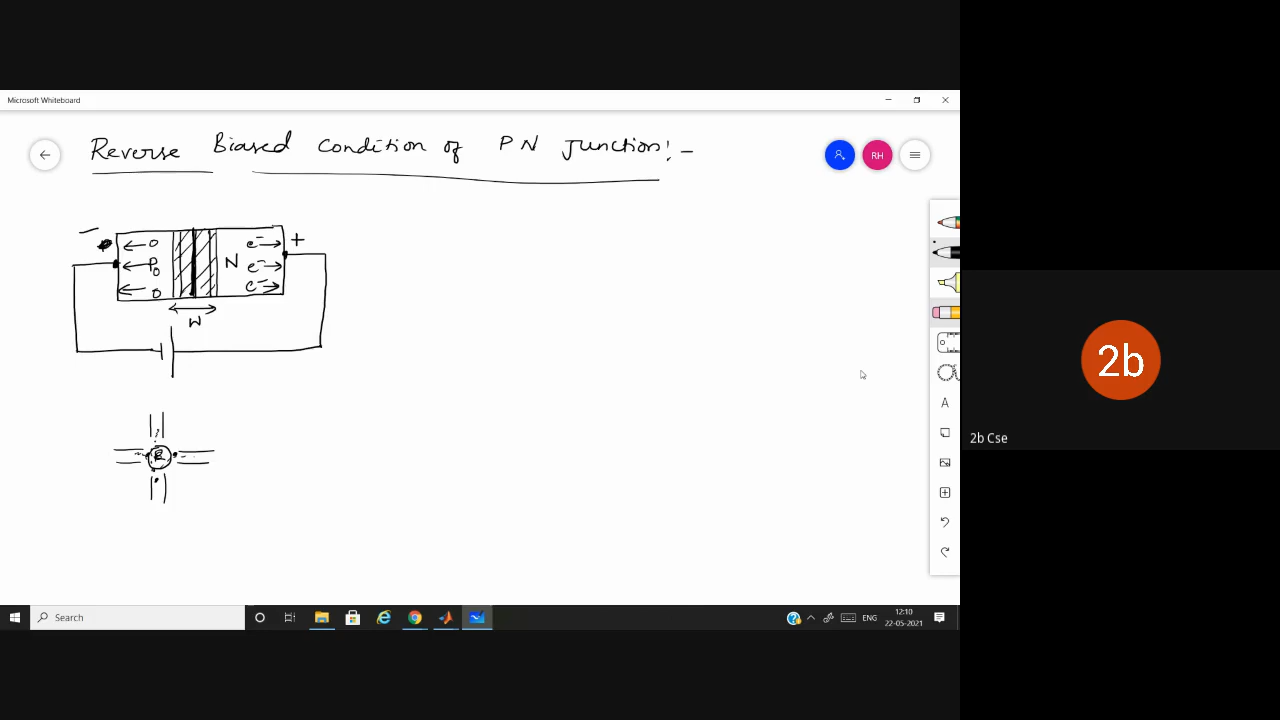 Microsoft Whiteboard
Reverse Biased Condition of PN Junction:-
RH
- +
o e-
P o N e-
o e-
W
A
2b
2b Cse
Search
ENG
12:10
22-05-2021